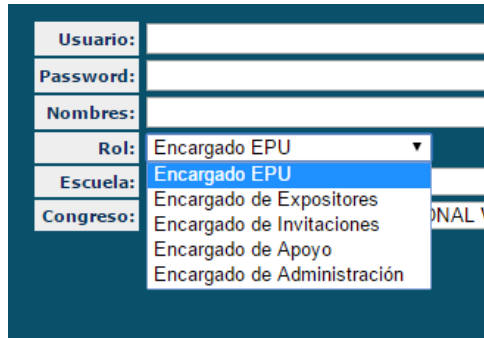 Usuario:
Password:
Nombres:
Rol: Encargado EPU
Escuela: Encargado EPU
Encargado de Expositores
Congreso: Encargado de Invitaciones
Encargado de Apoyo
Encargado de Administración